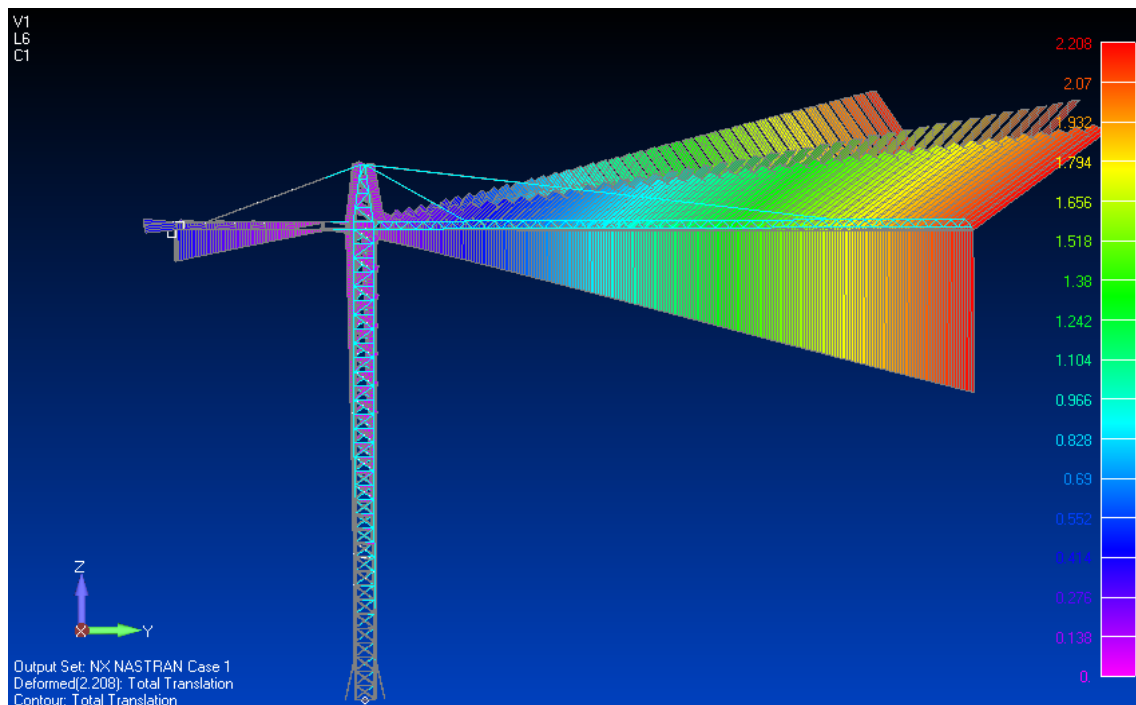 V1
L6
C1
2.208
2.07
1.932
1.794
1.656
1.518
1.38
1.242
1.104
0.966
0.828
0.69
0.552
0.414
0.276
0.138
0.
Z
X
Y
Output Set: NX NASTRAN Case 1
Deformed(2.208): Total Translation
Contour: Total Translation